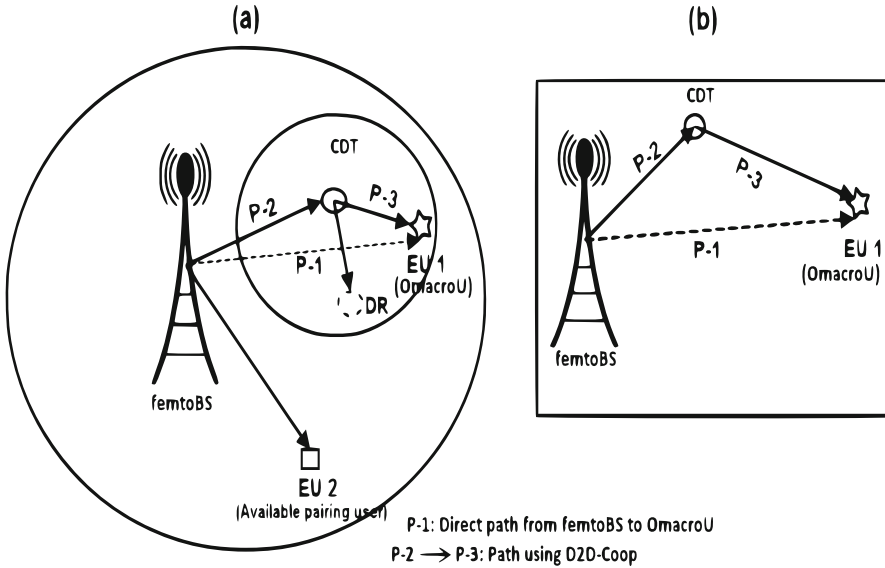 (a)
CDT
P-2
P-3
P-1
EU 1
(OmacroU)
DR
femtoBS
EU 2
(Available pairing user)
(b)
CDT
P-2
P-3
P-1
EU 1
(OmacroU)
femtoBS
P-1: Direct path from femtoBS to OmacroU
P-2 → P-3: Path using D2D-Coop